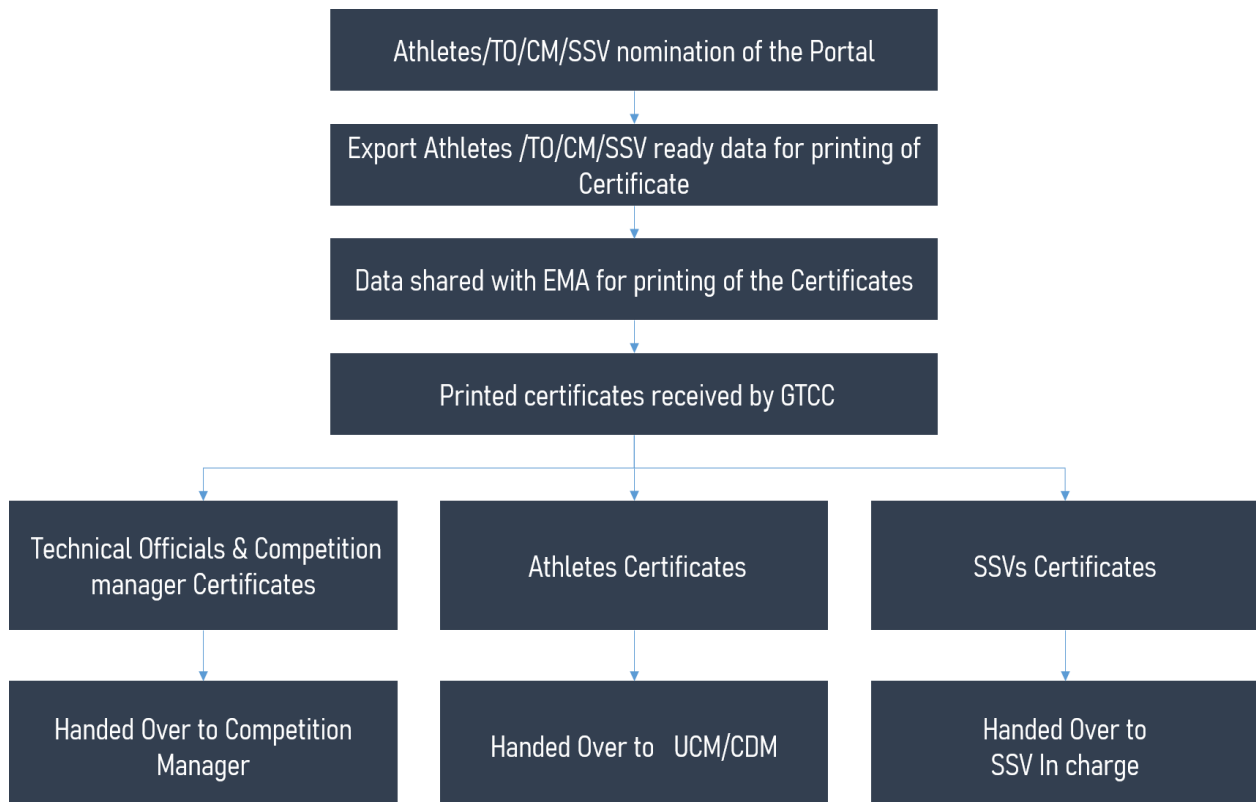 Athletes/TO/CM/SSV nomination of the Portal
Export Athletes /TO/CM/SSV ready data for printing of
Certificate
Data shared with EMA for printing of the Certificates
Printed certificates received by GTCC
Technical Officials & Competition
manager Certificates
Athletes Certificates
SSVs Certificates
Handed Over to Competition
Manager
Handed Over to UCM/CDM
Handed Over to
SSV In charge